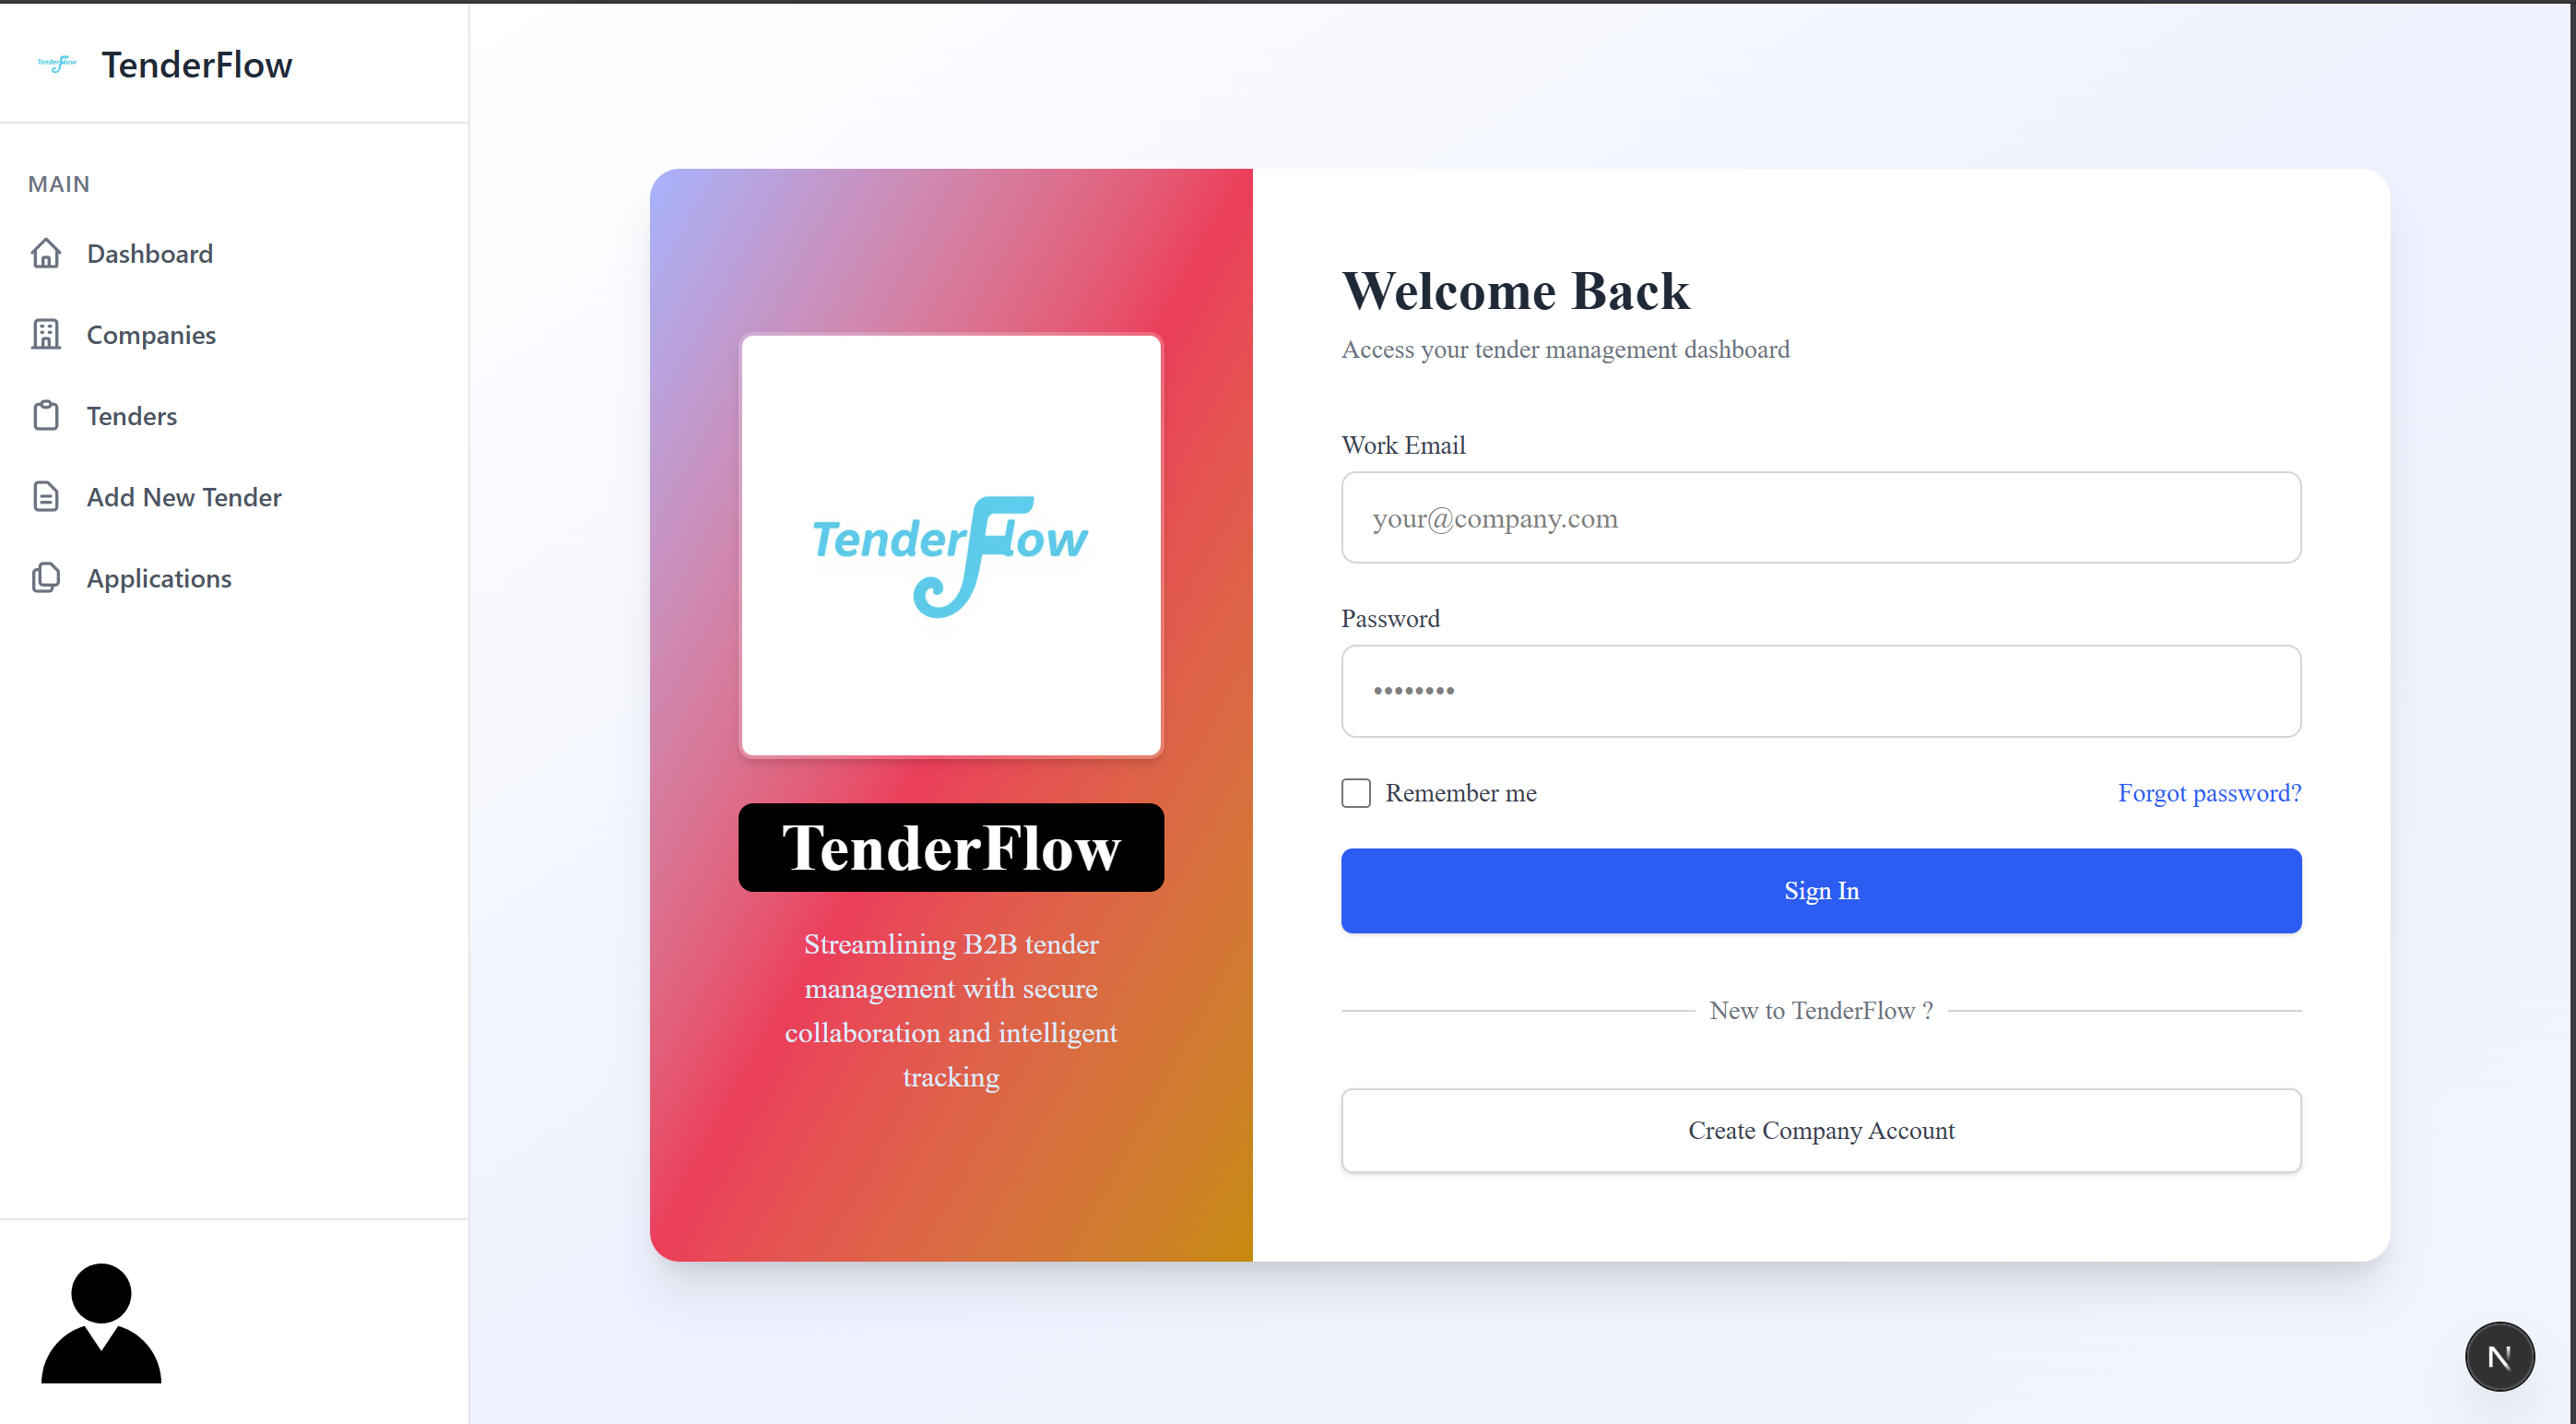 TenderFlow
TenderFlow
MAIN
Dashboard
Companies
Tenders
Add New Tender
Applications
TenderFlow
TenderFlow
Streamlining B2B tender
management with secure
collaboration and intelligent
tracking
Welcome Back
Access your tender management dashboard
Work Email
your@company.com
Password
••••••••
Remember me
Forgot password?
Sign In
New to TenderFlow ?
Create Company Account
N